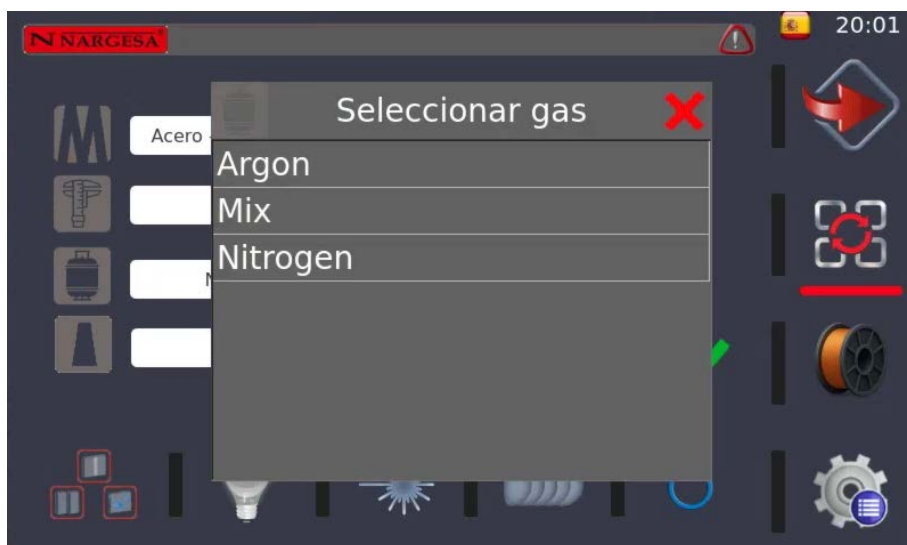 N NARGESA
20:01
Seleccionar gas
Acero
Argon
Mix
Nitrogen